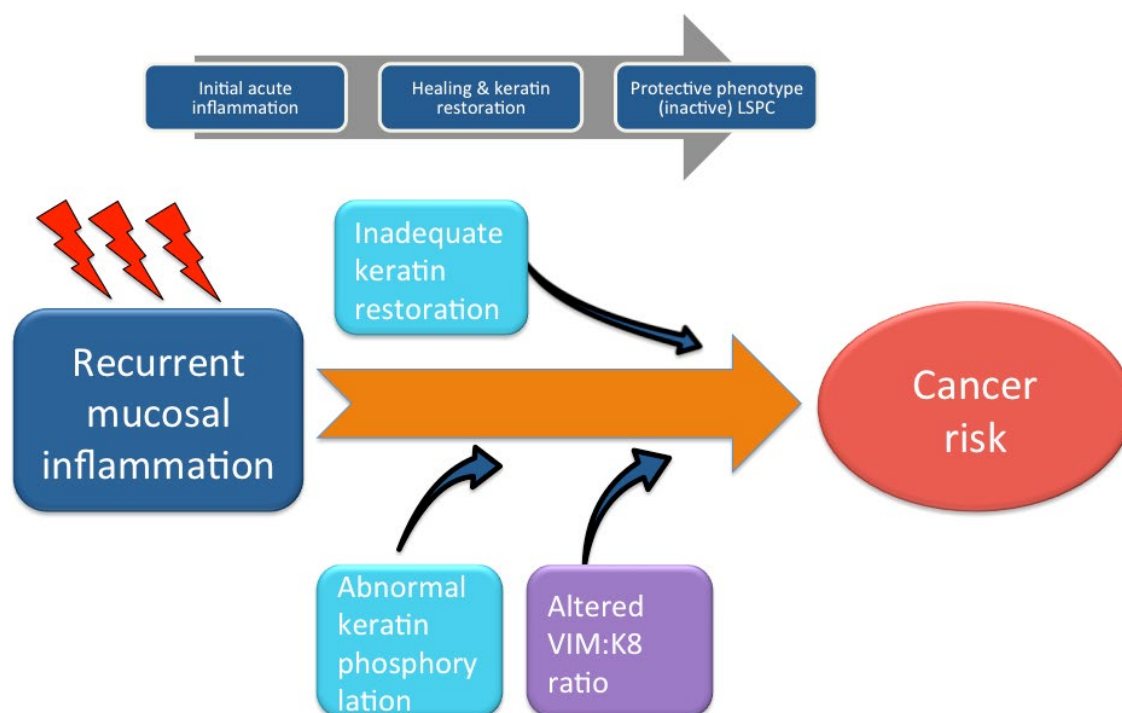 Initial acute
inflammation
Healing & keratin
restoration
Protective phenotype
(inactive) LSPC
Inadequate
keratin
restoration
Recurrent
mucosal
inflammation
Cancer
risk
Abnormal
keratin
phosphory
lation
Altered
VIM:K8
ratio